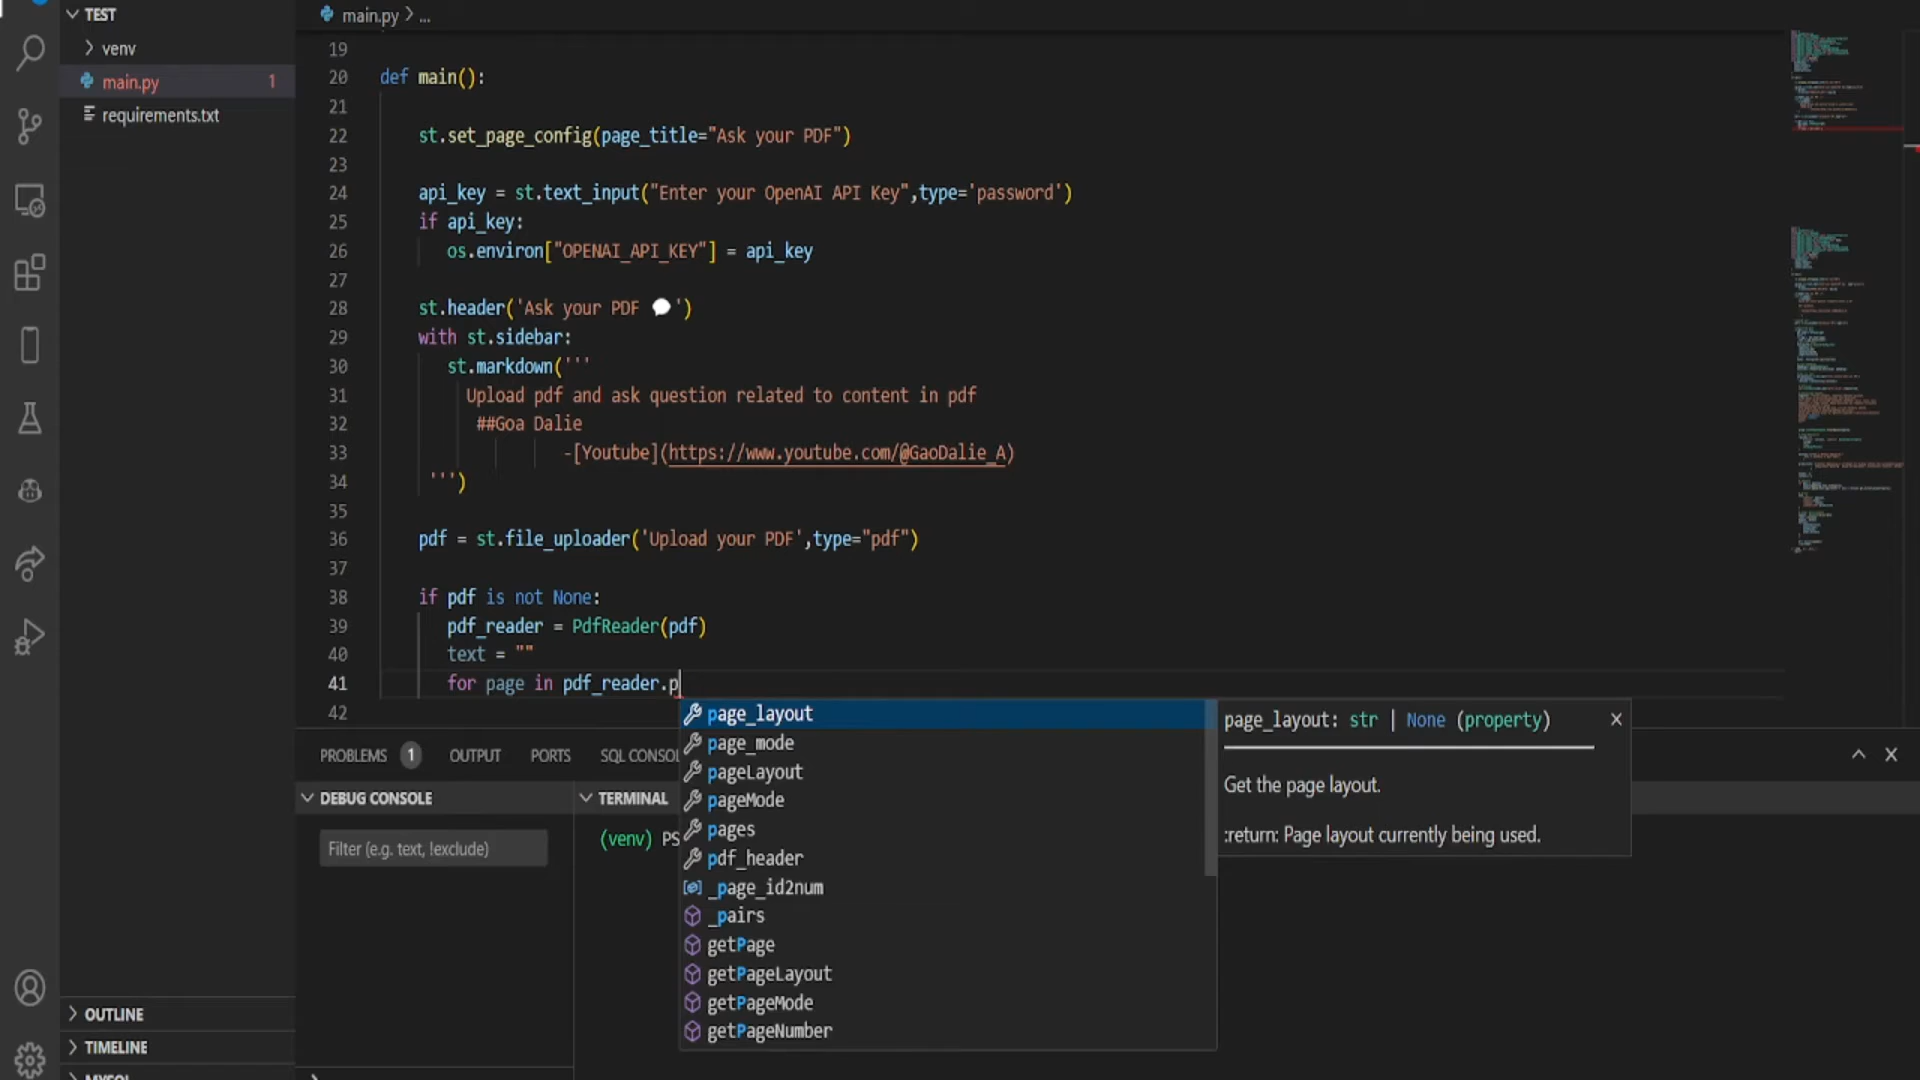 TEST
venv
main.py 1
requirements.txt
OUTLINE
TIMELINE
MYSQL
main.py > ...
19
20 def main():
21
22 st.set_page_config(page_title="Ask your PDF")
23
24 api_key = st.text_input("Enter your OpenAI API Key",type='password')
25 if api_key:
26 os.environ["OPENAI_API_KEY"] = api_key
27
28 st.header('Ask your PDF 💬')
29 with st.sidebar:
30 st.markdown('''
31 Upload pdf and ask question related to content in pdf
32 ##Goa Dalie
33 -[Youtube](https://www.youtube.com/@GaoDalie_A)
34 ''')
35
36 pdf = st.file_uploader('Upload your PDF',type="pdf")
37
38 if pdf is not None:
39 pdf_reader = PdfReader(pdf)
40 text = ""
41 for page in pdf_reader.p
42
page_layout
page_mode
pageLayout
pageMode
pages
pdf_header
_page_id2num
_pairs
getPage
getPageLayout
getPageMode
getPageNumber
page_layout: str | None (property)
Get the page layout.
:return: Page layout currently being used.
PROBLEMS 1 OUTPUT PORTS SQL CONSOL
DEBUG CONSOLE
Filter (e.g. text, !exclude)
TERMINAL
(venv) PS